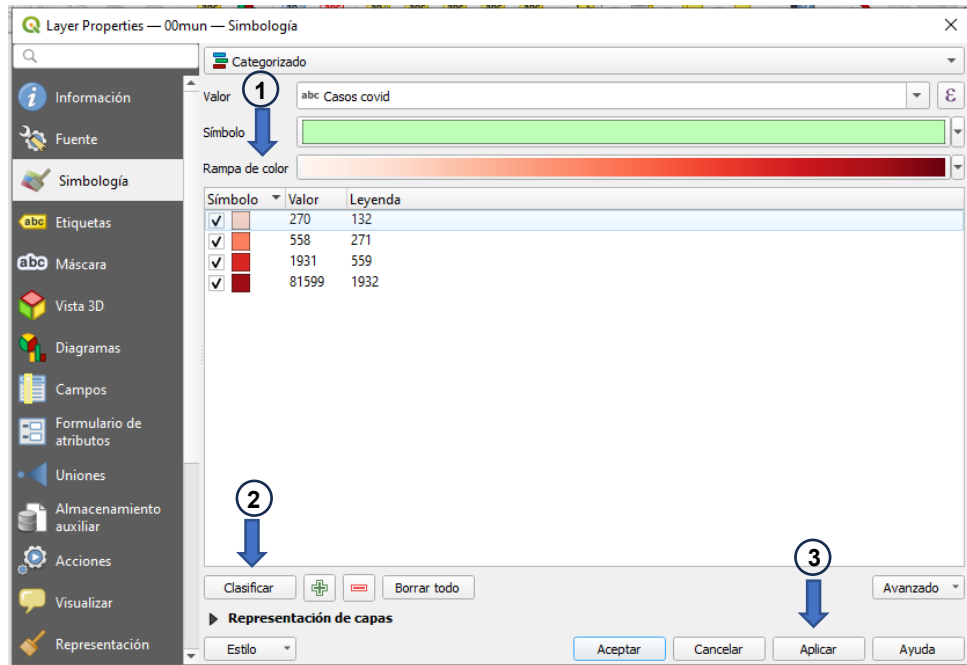 Layer Properties — 00mun — Simbología
Categorizado
Información
Fuente
Simbología
abc Etiquetas
abc Máscara
Vista 3D
Diagramas
Campos
Formulario de
atributos
Uniones
Almacenamiento
auxiliar
Acciones
Visualizar
Representación
Valor 1 abc Casos covid ε
Símbolo
Rampa de color
Símbolo Valor Leyenda
270 132
558 271
1931 559
81599 1932
2
3
Clasificar Borrar todo Avanzado
Representación de capas
Estilo Aceptar Cancelar Aplicar Ayuda